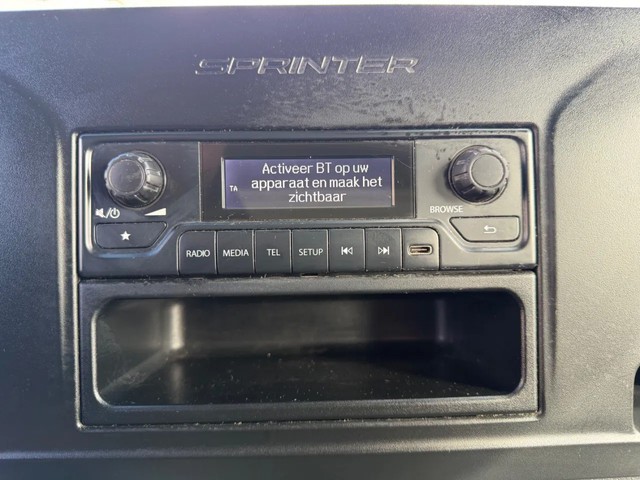 SPRINTER
Activeer BT op uw
TA apparaat en maak het
zichtbaar
BROWSE
RADIO MEDIA TEL SETUP